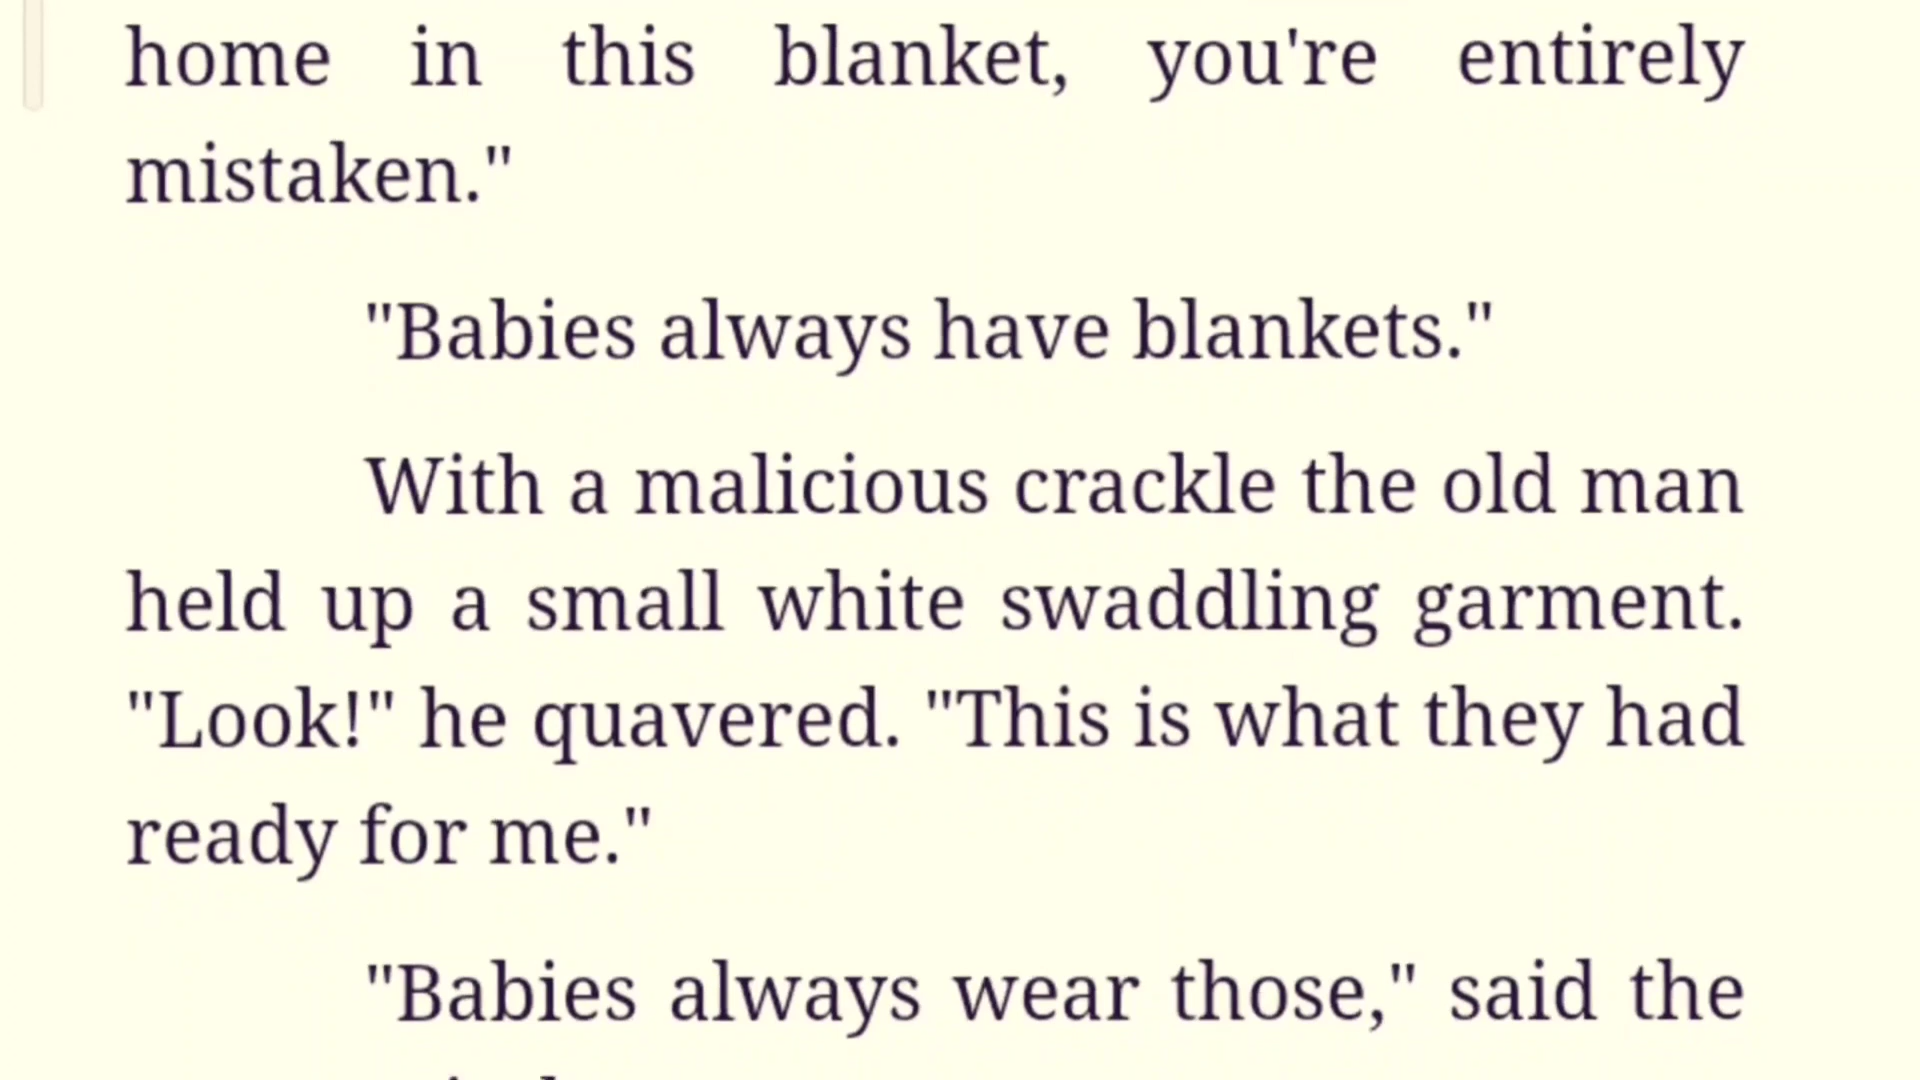 home in this blanket, you're entirely
mistaken."
"Babies always have blankets."
With a malicious crackle the old man
held up a small white swaddling garment.
"Look!" he quavered. "This is what they had
ready for me."
"Babies always wear those," said the